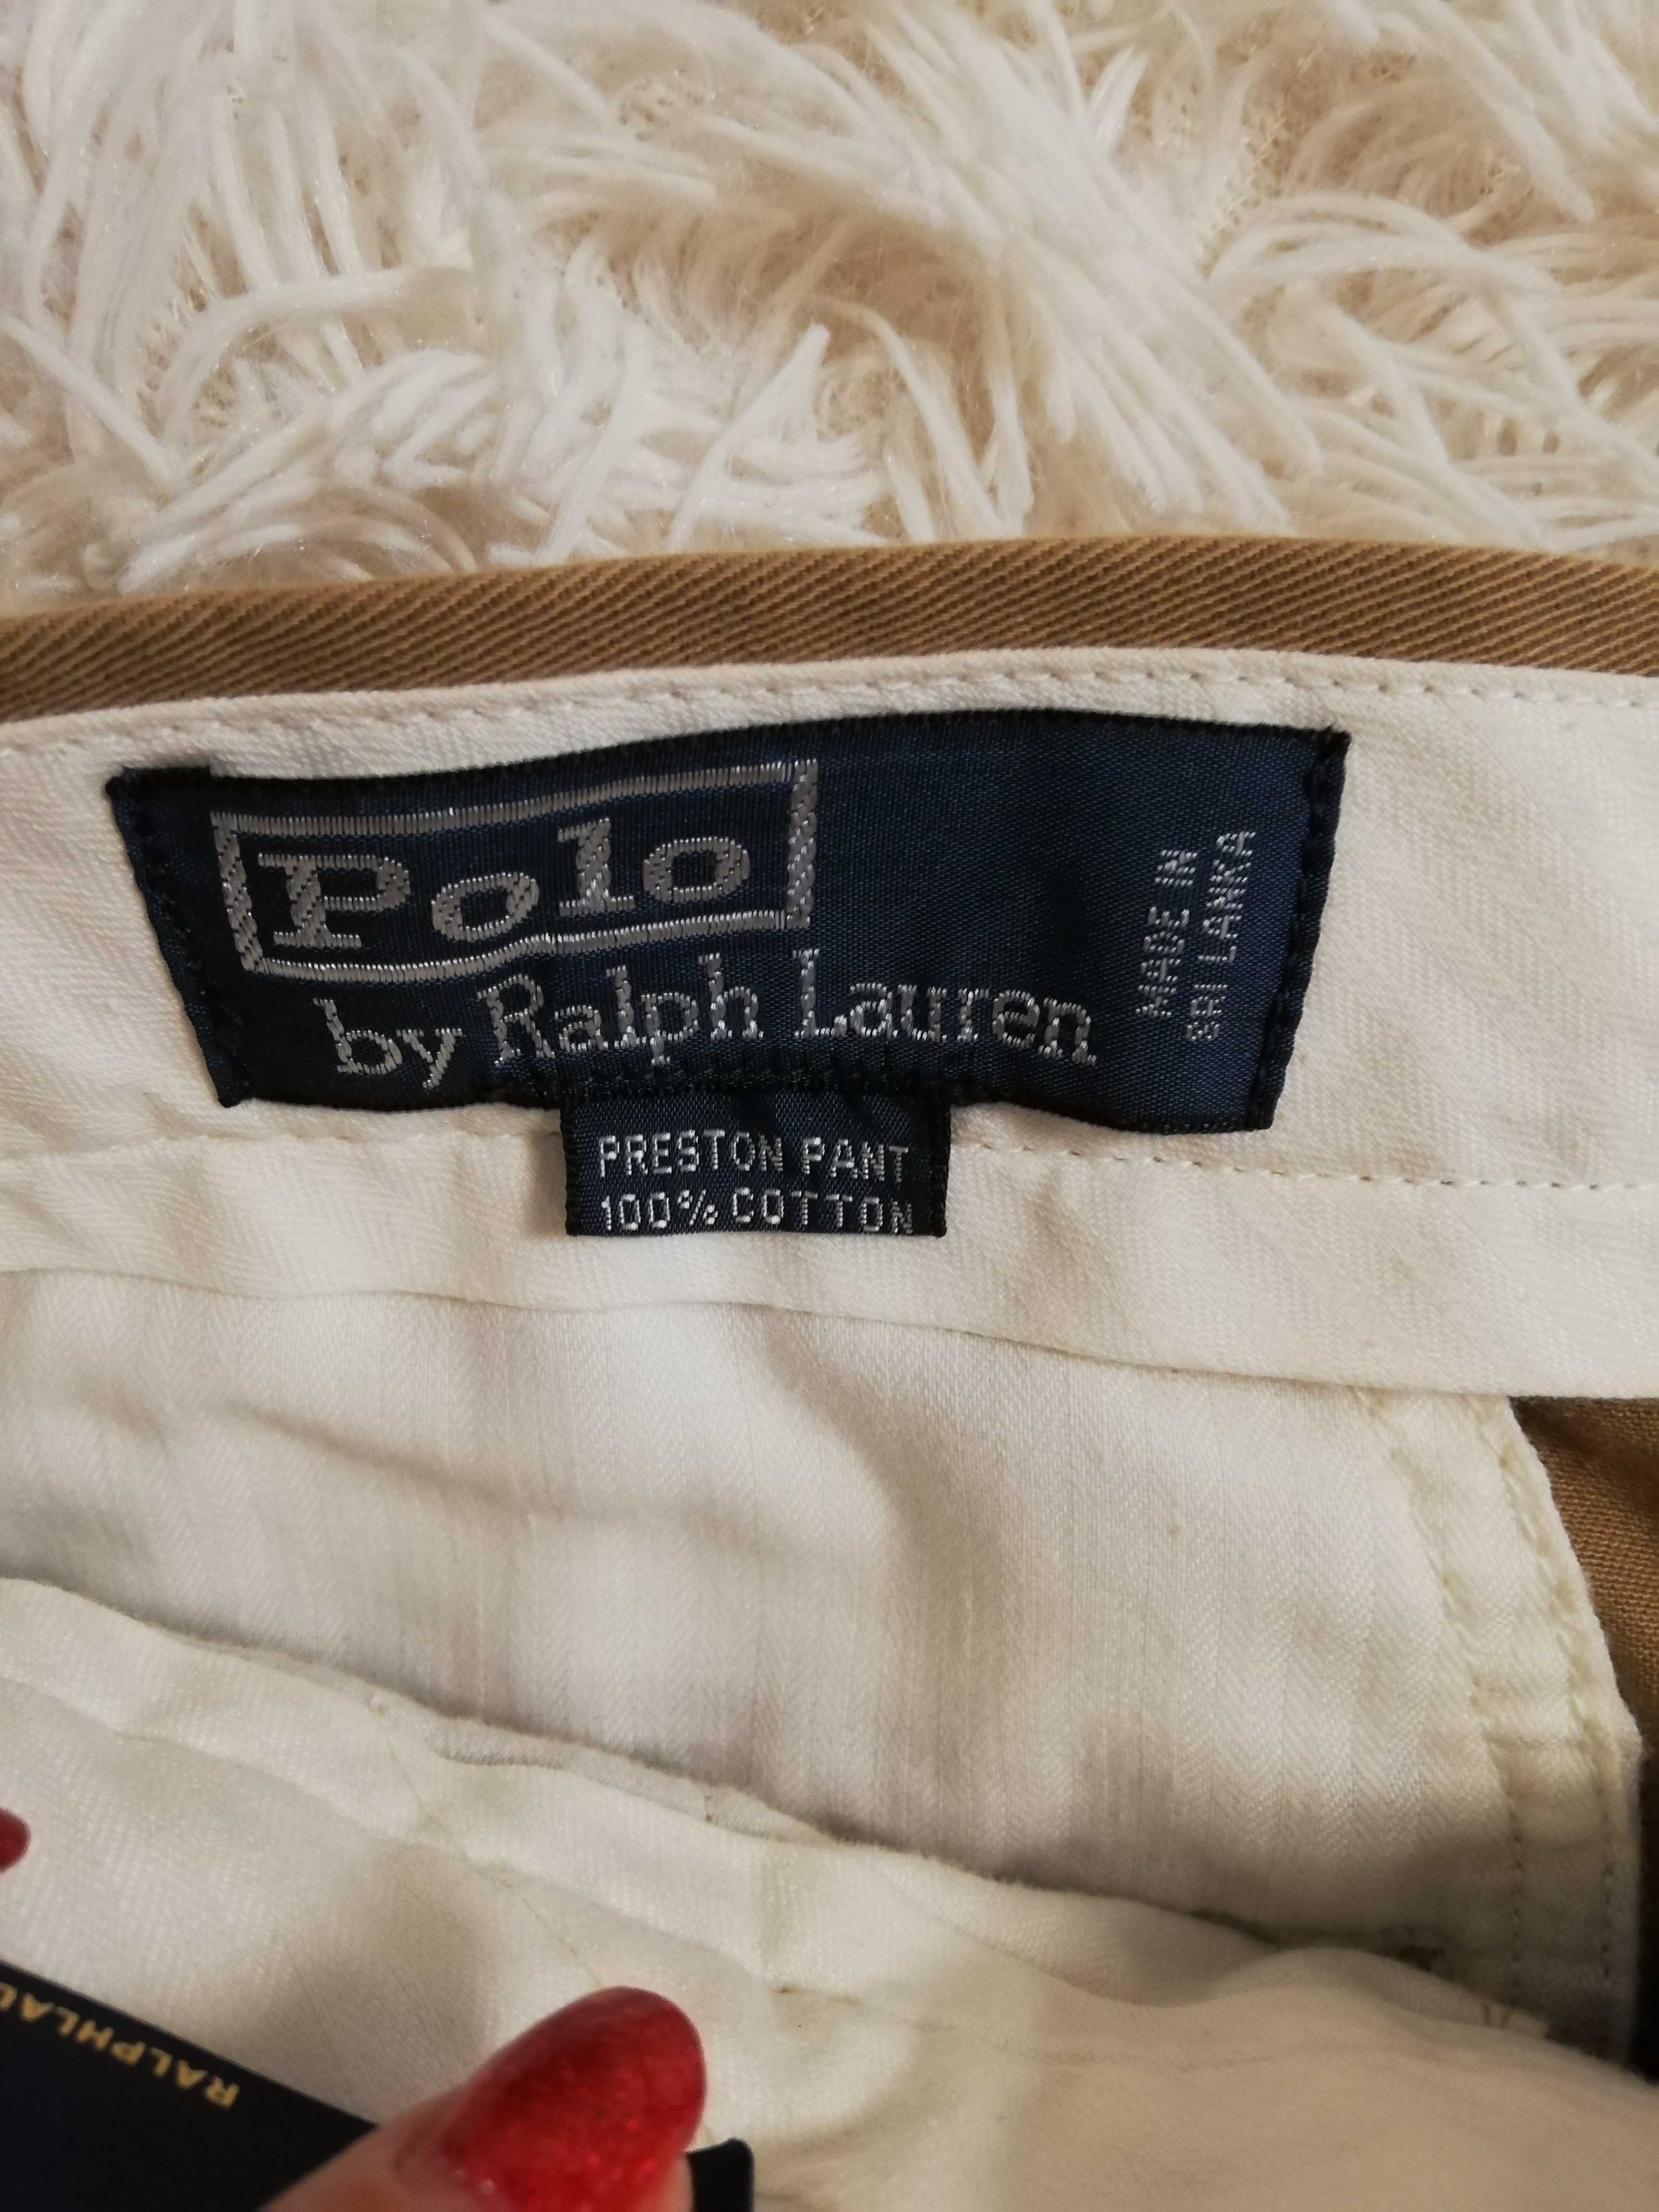 Polo
by Ralph Lauren
MADE IN
SRI LANKA
PRESTON PANT
100% COTTON